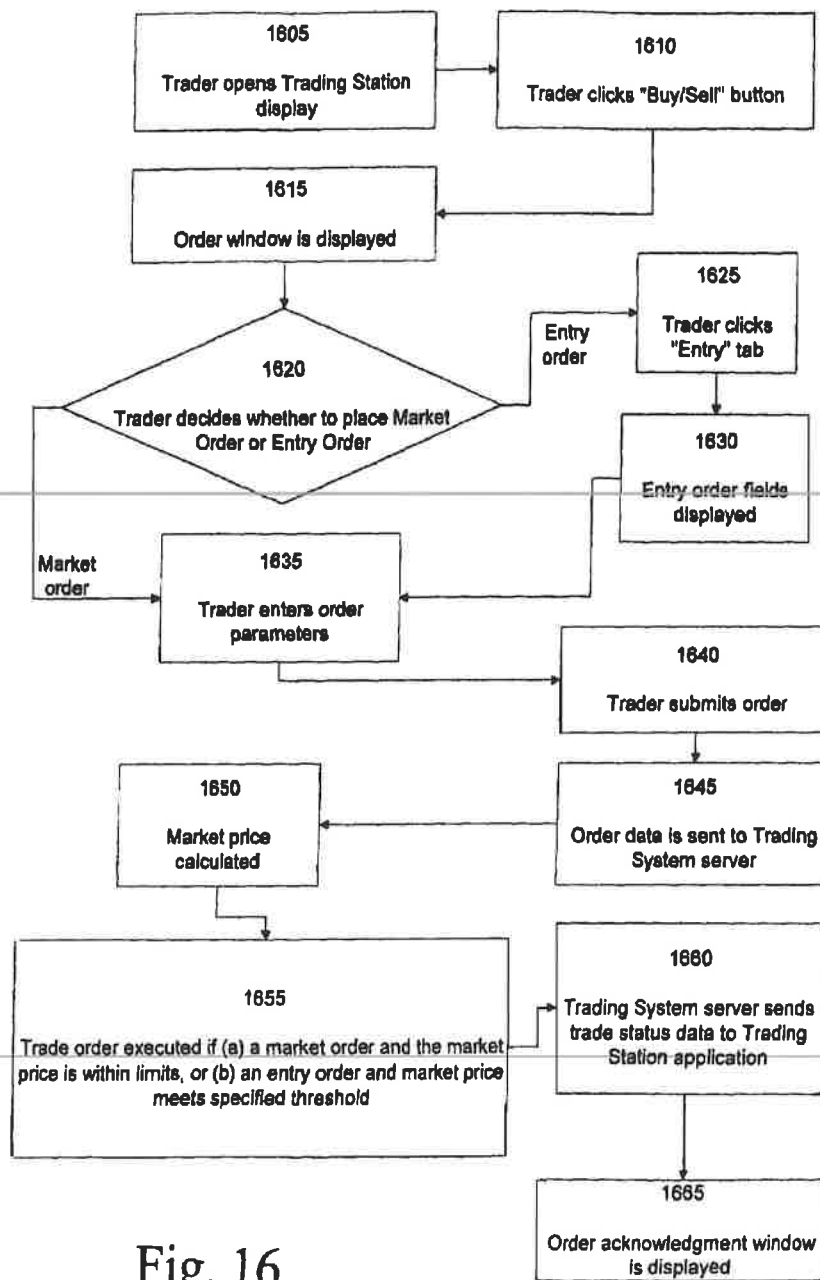 1605
Trader opens Trading Station
display
1610
Trader clicks "Buy/Sell" button
1615
Order window is displayed
1620
Trader decides whether to place Market
Order or Entry Order
Entry
order
1625
Trader clicks
"Entry" tab
1630
Entry order fields
displayed
Market
order
1635
Trader enters order
parameters
1640
Trader submits order
1645
Order data is sent to Trading
System server
1650
Market price
calculated
1655
Trade order executed if (a) a market order and the market
price is within limits, or (b) an entry order and market price
meets specified threshold
1660
Trading System server sends
trade status data to Trading
Station application
1665
Order acknowledgment window
is displayed
Fig. 16